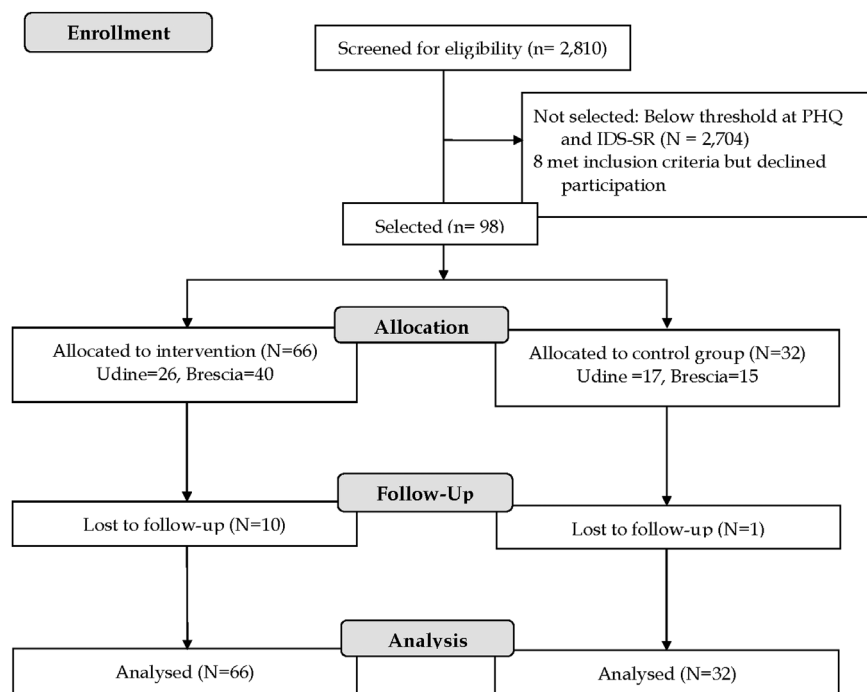 Enrollment
Screened for eligibility (n= 2,810)
Not selected: Below threshold at PHQ
and IDS-SR (N = 2,704)
8 met inclusion criteria but declined
participation
Selected (n= 98)
Allocation
Allocated to intervention (N=66)
Udine=26, Brescia=40
Allocated to control group (N=32)
Udine =17, Brescia=15
Follow-Up
Lost to follow-up (N=10)
Lost to follow-up (N=1)
Analysis
Analysed (N=66)
Analysed (N=32)